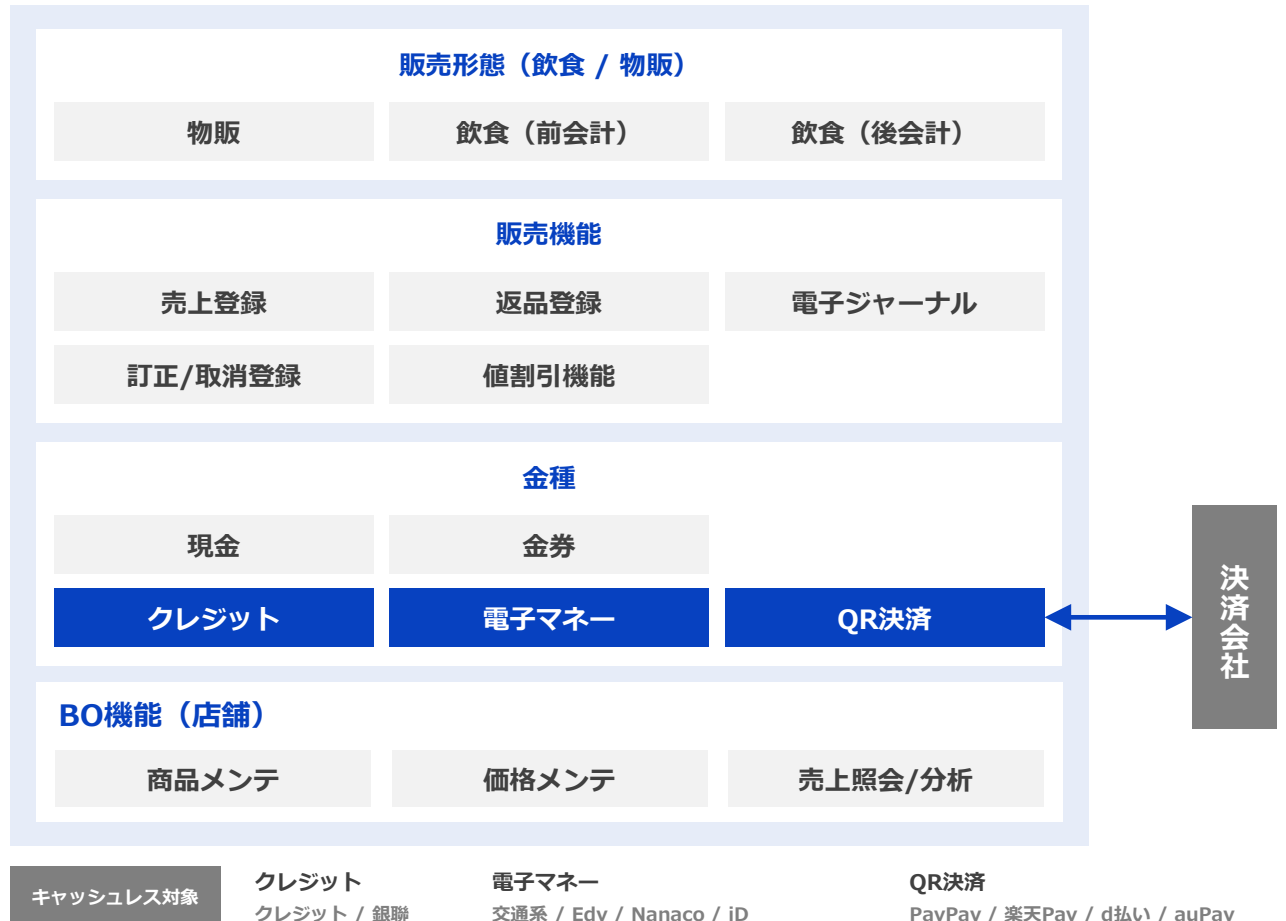 販売形態（飲食 / 物販）
物販 飲食（前会計） 飲食（後会計）
販売機能
売上登録 返品登録 電子ジャーナル
訂正/取消登録 値割引機能
金種
現金 金券
クレジット 電子マネー QR決済
決済会社
BO機能（店舗）
商品メンテ 価格メンテ 売上照会/分析
キャッシュレス対象
クレジット 電子マネー QR決済
クレジット / 銀聯 交通系 / Edy / Nanaco / iD PayPay / 楽天Pay / d払い / auPay